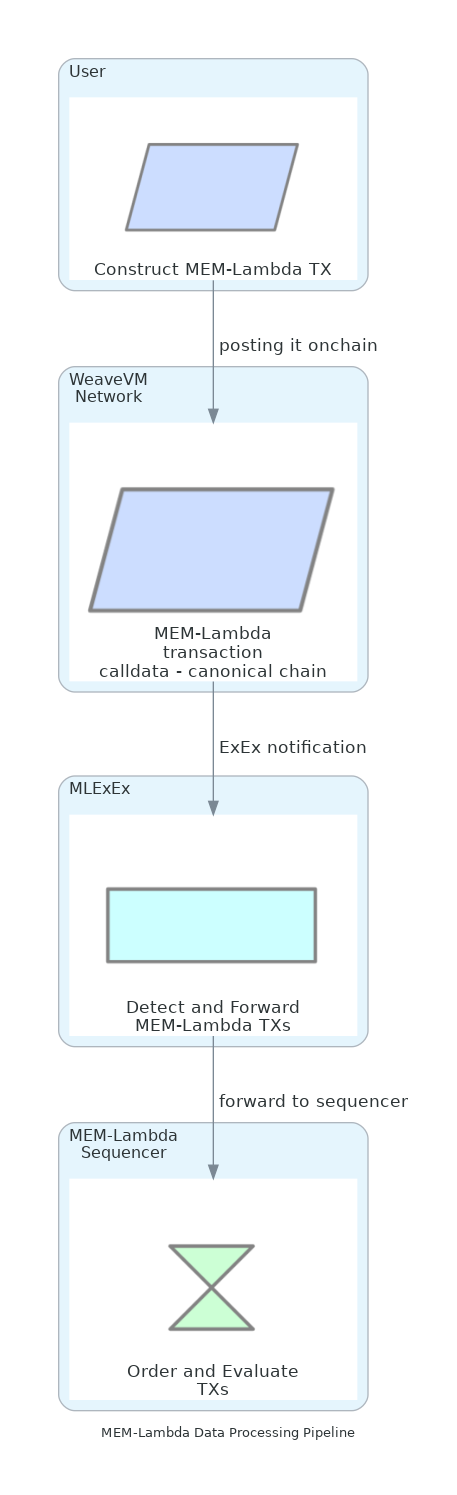 User
Construct MEM-Lambda TX
posting it onchain
WeaveVM
Network
MEM-Lambda
transaction
calldata - canonical chain
ExEx notification
MLExEx
Detect and Forward
MEM-Lambda TXs
forward to sequencer
MEM-Lambda
Sequencer
Order and Evaluate
TXs
MEM-Lambda Data Processing Pipeline